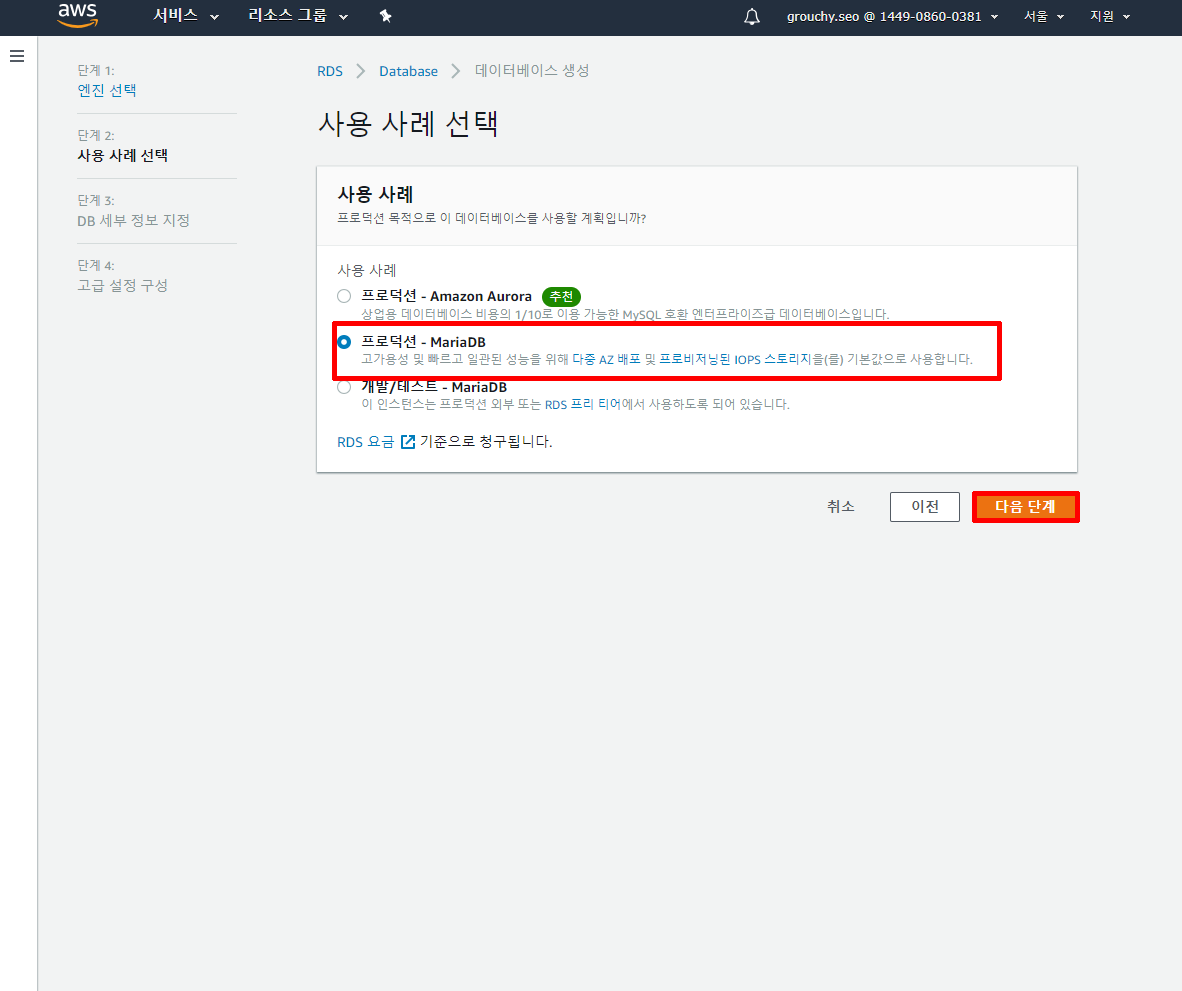 aws 서비스 리소스 그룹 grouchy.seo @ 1449-0860-0381 서울 지원
단계 1:
엔진 선택
단계 2:
사용 사례 선택
단계 3:
DB 세부 정보 지정
단계 4:
고급 설정 구성
RDS Database 데이터베이스 생성
사용 사례 선택
사용 사례
프로덕션 목적으로 이 데이터베이스를 사용할 계획입니까?
사용 사례
프로덕션 - Amazon Aurora 추천
상업용 데이터베이스 비용의 1/10로 이용 가능한 MySQL 호환 엔터프라이즈급 데이터베이스입니다.
프로덕션 - MariaDB
고가용성 및 빠르고 일관된 성능을 위해 다중 AZ 배포 및 프로비저닝된 IOPS 스토리지을(를) 기본값으로 사용합니다.
개발/테스트 - MariaDB
이 인스턴스는 프로덕션 외부 또는 RDS 프리 티어에서 사용하도록 되어 있습니다.
RDS 요금 기준으로 청구됩니다.
취소 이전 다음 단계